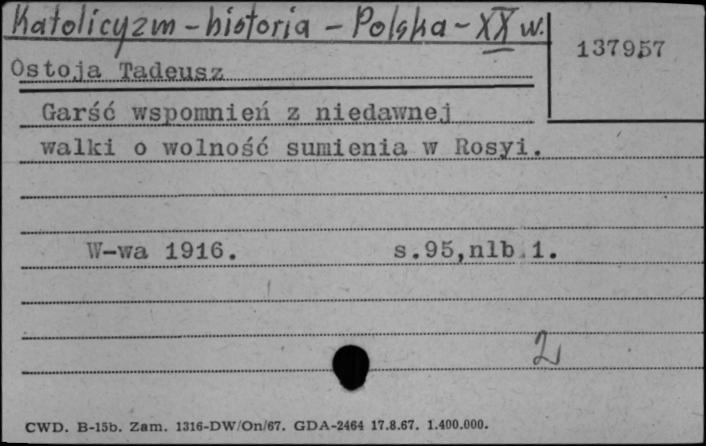 Katolicyzm - historia - Polska - XX w.
137957
Ostoja Tadeusz
Garść wspomnień z niedawnej
walki o wolność sumienia w Rosyi.
W-wa 1916. s.95,nlb.1.
2
CWD. B-15b. Zam. 1316-DW/On/67. GDA-2464 17.8.67. 1.400.000.